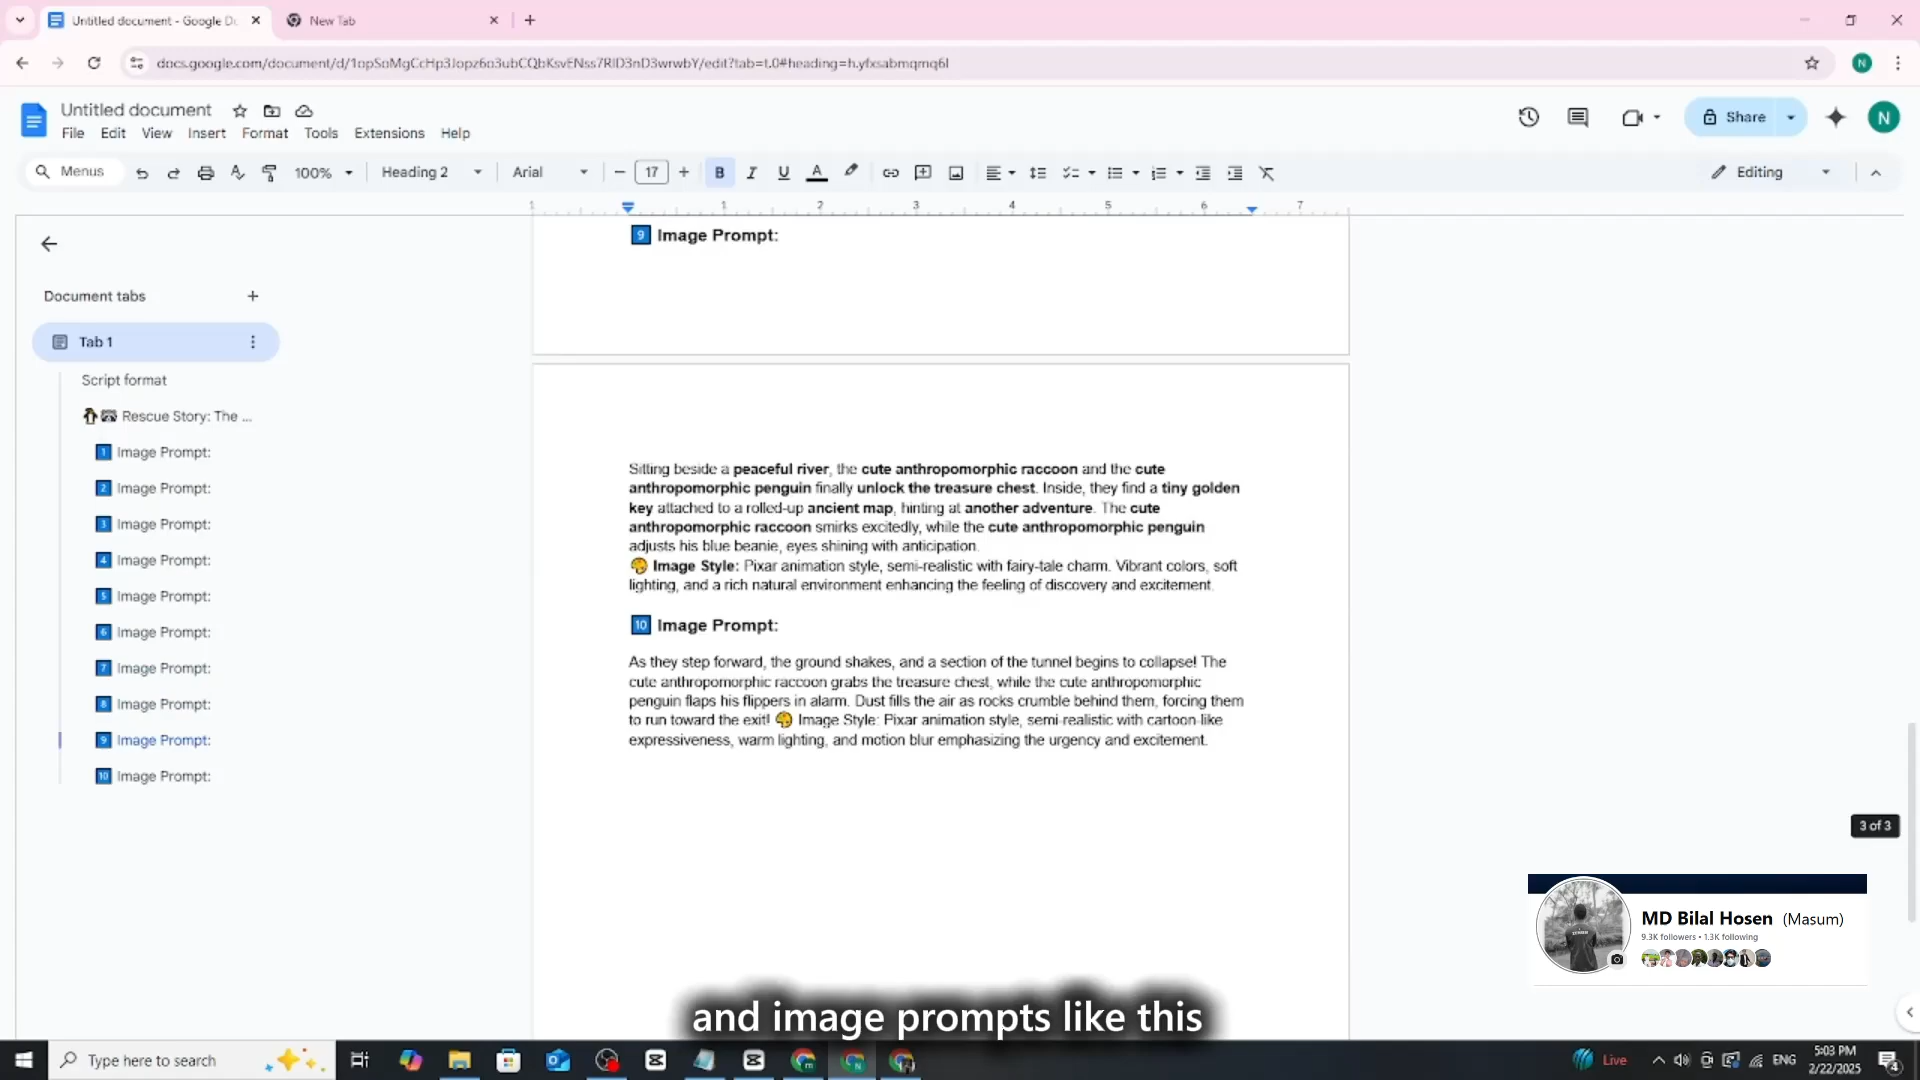 Untitled document - Google Do
New Tab
docs.google.com/document/d/1opSoMgCcHp3Jopz6o3ubCQbKsvENss7RlD3nD3wrwbY/edit?tab=t.0#heading=h.yfxsabmqmq6l
N
Untitled document
File Edit View Insert Format Tools Extensions Help
Share
N
Menus 100% Heading 2 Arial 17 B I U A Editing
1 1 2 3 4 5 6 7
Document tabs
Tab 1
Script format
Rescue Story: The ...
1 Image Prompt:
2 Image Prompt:
3 Image Prompt:
4 Image Prompt:
5 Image Prompt:
6 Image Prompt:
7 Image Prompt:
8 Image Prompt:
9 Image Prompt:
10 Image Prompt:
9 Image Prompt:
Sitting beside a peaceful river, the cute anthropomorphic raccoon and the cute
anthropomorphic penguin finally unlock the treasure chest. Inside, they find a tiny golden
key attached to a rolled-up ancient map, hinting at another adventure. The cute
anthropomorphic raccoon smirks excitedly, while the cute anthropomorphic penguin
adjusts his blue beanie, eyes shining with anticipation.
Image Style: Pixar animation style, semi-realistic with fairy-tale charm. Vibrant colors, soft
lighting, and a rich natural environment enhancing the feeling of discovery and excitement.
10 Image Prompt:
As they step forward, the ground shakes, and a section of the tunnel begins to collapse! The
cute anthropomorphic raccoon grabs the treasure chest, while the cute anthropomorphic
penguin flaps his flippers in alarm. Dust fills the air as rocks crumble behind them, forcing them
to run toward the exit! Image Style: Pixar animation style, semi-realistic with cartoon-like
expressiveness, warm lighting, and motion blur emphasizing the urgency and excitement.
3 of 3
MD Bilal Hosen (Masum)
9.3K followers • 1.3K following
and image prompts like this
Type here to search
Live
ENG
5:03 PM
2/22/2025
4